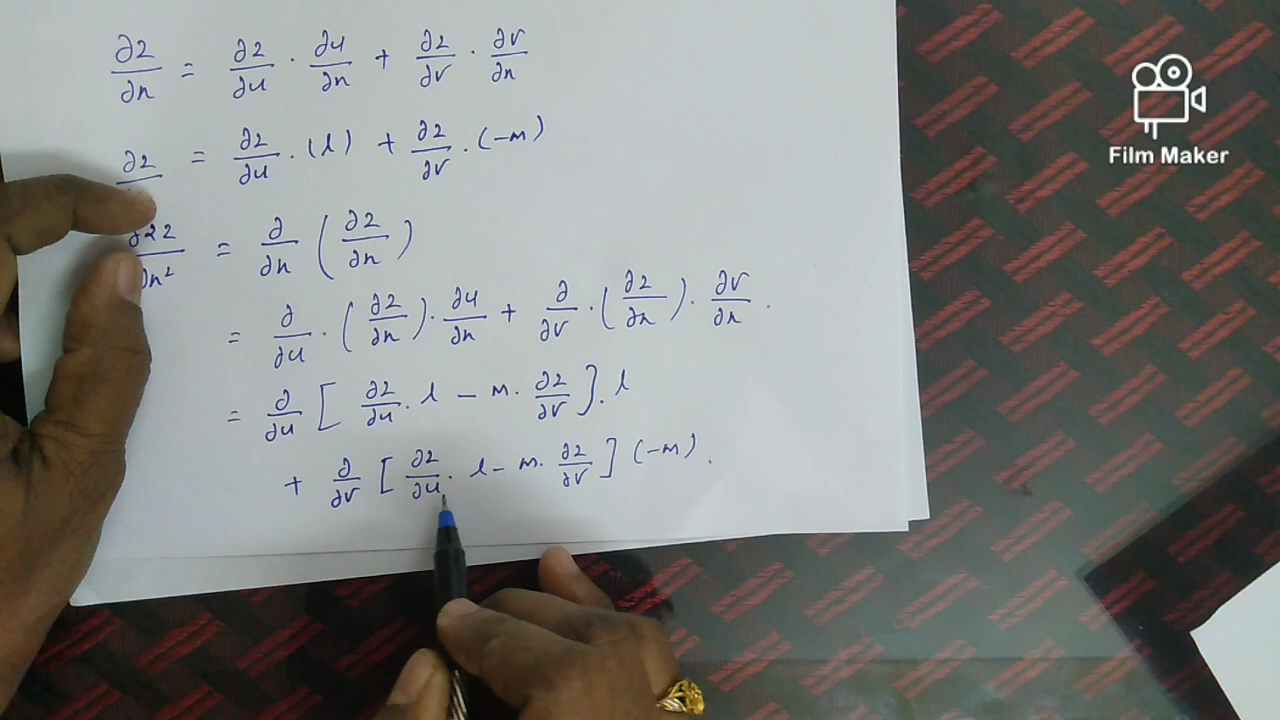 ∂z/∂x = ∂z/∂u · ∂u/∂x + ∂z/∂v · ∂v/∂x
∂z/ = ∂z/∂u · (l) + ∂z/∂v · (-m)
∂²z/∂x² = ∂/∂x (∂z/∂x)
= ∂/∂u · (∂z/∂x) · ∂u/∂x + ∂/∂v · (∂z/∂x) · ∂v/∂x .
= ∂/∂u [ ∂z/∂u · l - m · ∂z/∂v ] · l
+ ∂/∂v [ ∂z/∂u · l - m · ∂z/∂v ] (-m) .
Film Maker